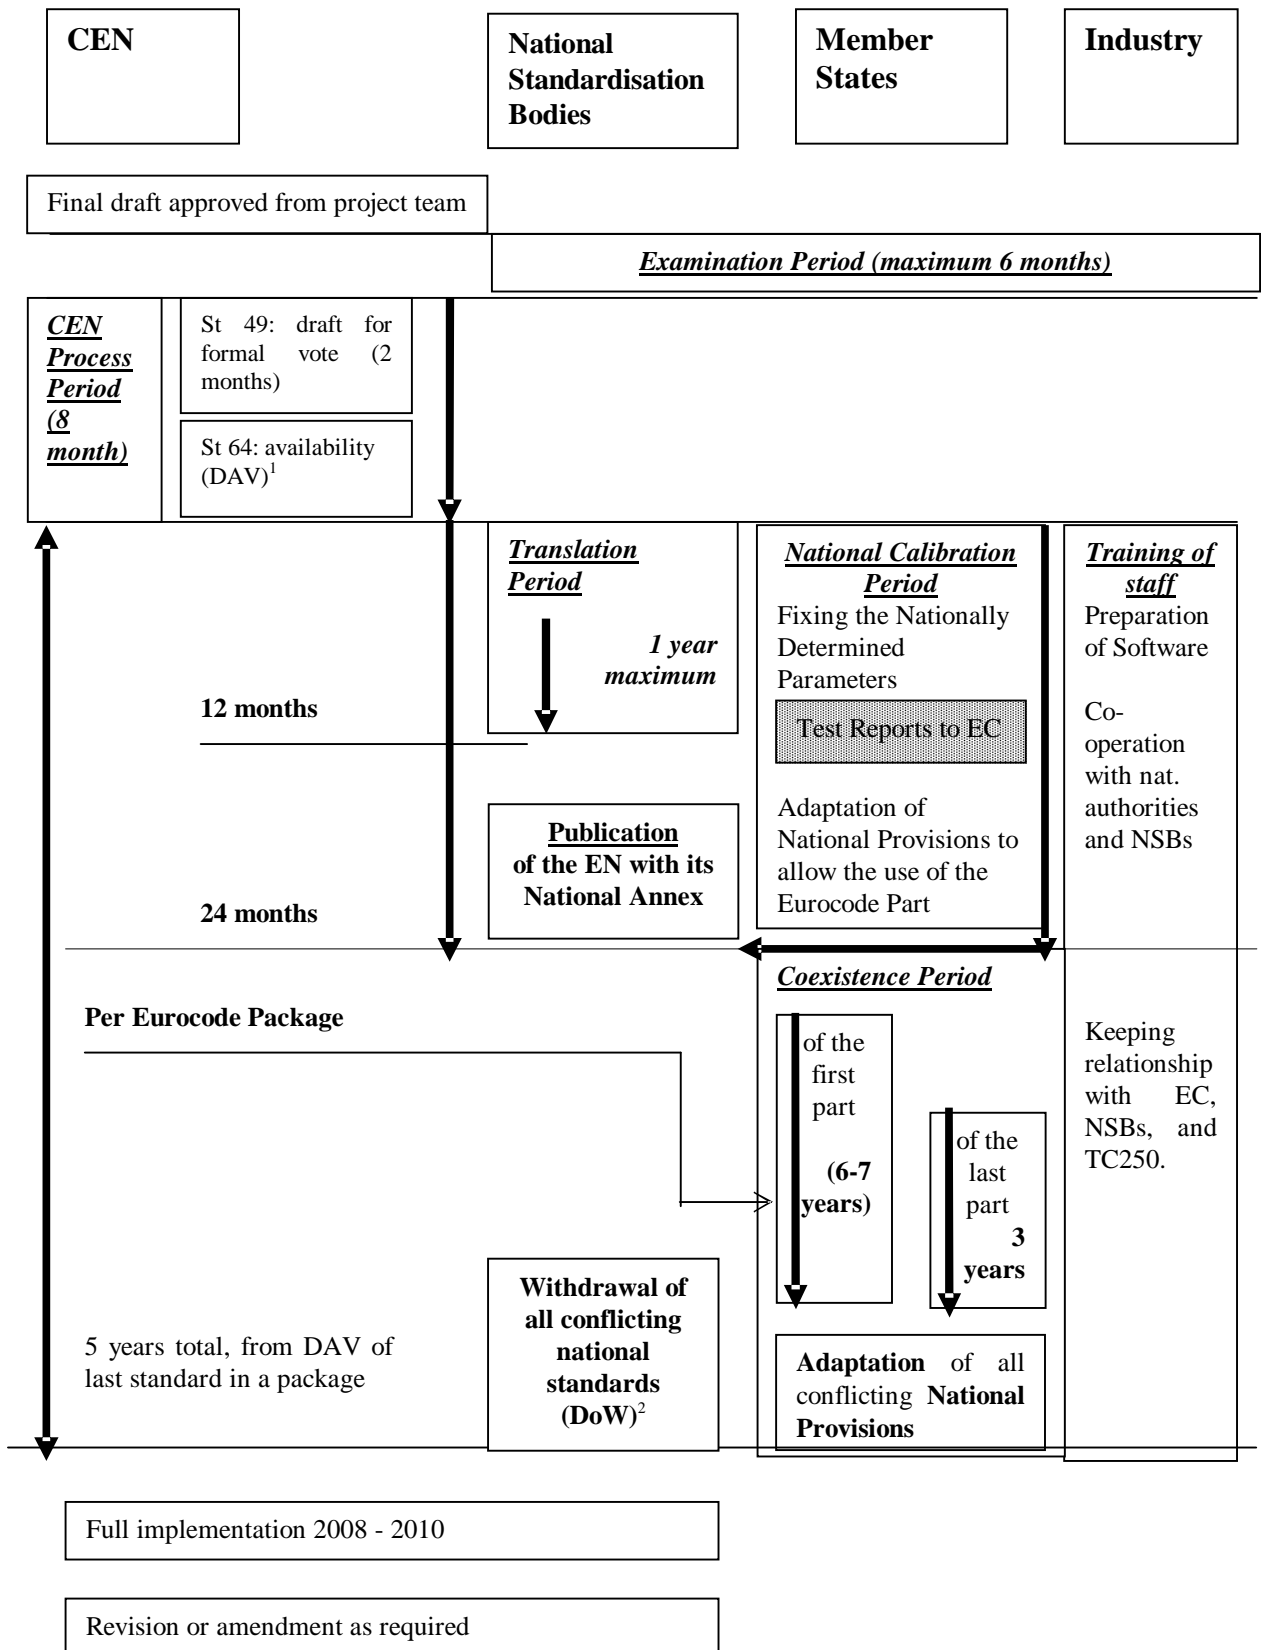 CEN
National
Standardisation
Bodies
Member
States
Industry
Final draft approved from project team
Examination Period (maximum 6 months)
CEN
Process
Period
(8
month)
St 49: draft for
formal vote (2
months)
St 64: availability
(DAV)1
Translation
Period
1 year
maximum
12 months
National Calibration
Period
Fixing the Nationally
Determined
Parameters
Test Reports to EC
Adaptation of
National Provisions to
allow the use of the
Eurocode Part
Training of
staff
Preparation
of Software
Co-
operation
with nat.
authorities
and NSBs
Publication
of the EN with its
National Annex
24 months
Coexistence Period
Per Eurocode Package
of the
first
part
(6-7
years)
of the
last
part
3
years
Keeping
relationship
with EC,
NSBs, and
TC250.
Withdrawal of
all conflicting
national
standards
(DoW)2
5 years total, from DAV of
last standard in a package
Adaptation of all
conflicting National
Provisions
Full implementation 2008 - 2010
Revision or amendment as required